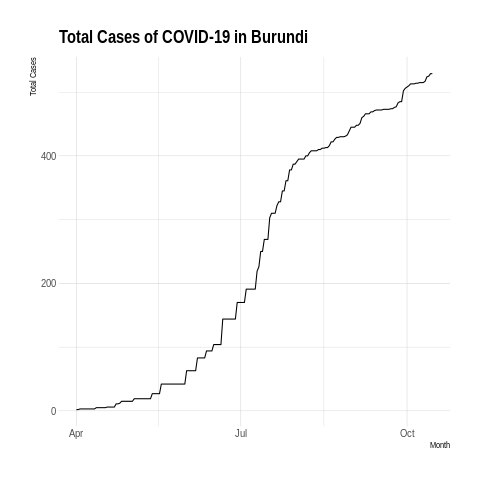 Total Cases of COVID-19 in Burundi
Total Cases
400
200
0
Apr
Jul
Oct
Month